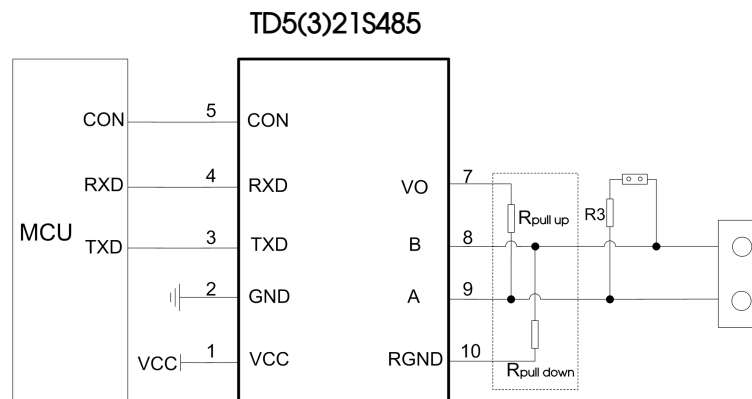 TD5(3)21S485
CON 5 CON
RXD 4 RXD
VO 7
Rpull up
R3
MCU
TXD 3 TXD
B 8
2 GND
A 9
VCC 1 VCC
RGND 10
Rpull down